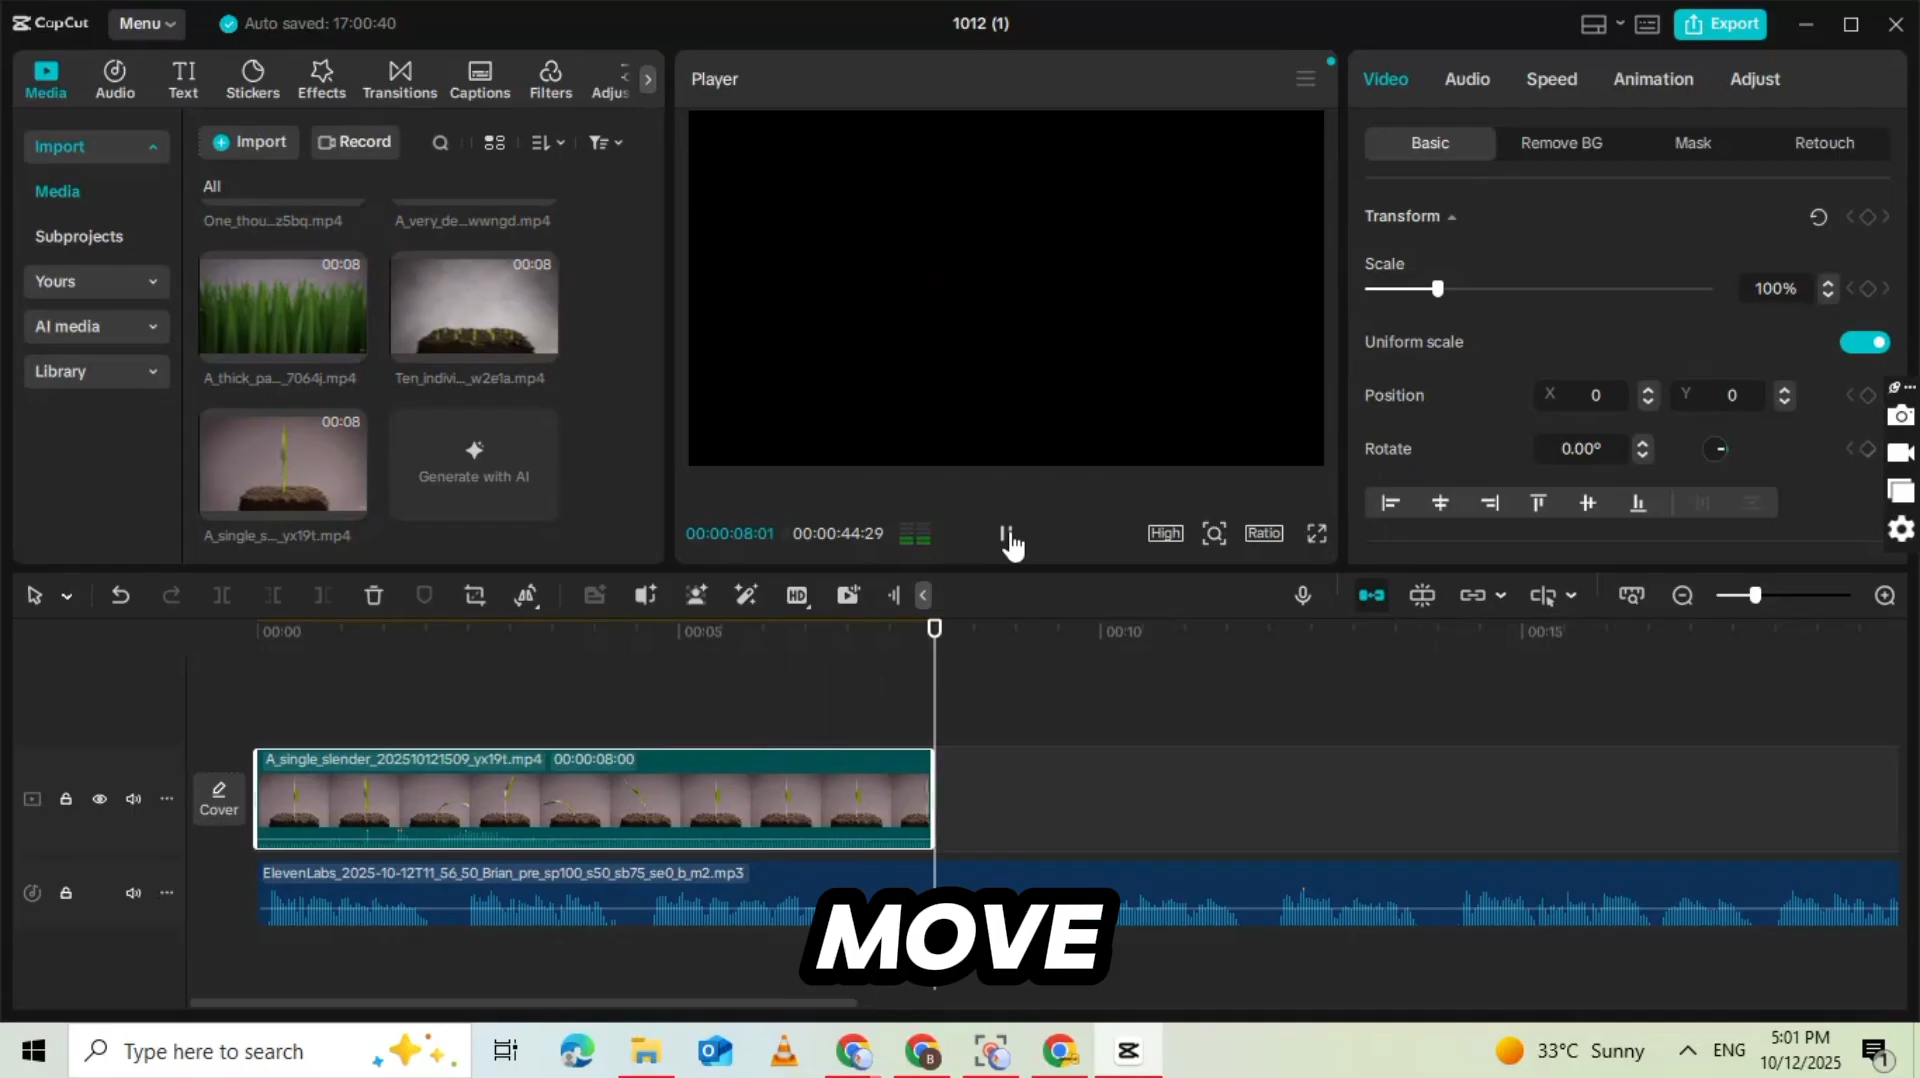 CapCut
Menu
Auto saved: 17:00:40
1012 (1)
Export
Media
Audio
Text
Stickers
Effects
Transitions
Captions
Filters
Adjus
Player
Video
Audio
Speed
Animation
Adjust
Import
Media
Subprojects
Yours
AI media
Library
Import
Record
All
One_thou..._z5bq.mp4
A_very_de..._wwngd.mp4
00:08
00:08
A_thick_pa..._7064j.mp4
Ten_indivi..._w2e1a.mp4
00:08
Generate with AI
A_single_s..._yx19t.mp4
00:00:08:01
00:00:44:29
High
Ratio
Basic
Remove BG
Mask
Retouch
Transform
Scale
100%
Uniform scale
Position
X 0
Y 0
Rotate
0.00°
HD
00:00
00:05
00:10
00:15
Cover
A_single_slender_202510121509_yx19t.mp4 00:00:08:00
ElevenLabs_2025-10-12T11_56_50_Brian_pre_sp100_s50_sb75_se0_b_m2.mp3
MOVE
Type here to search
B
33°C Sunny
ENG
5:01 PM
10/12/2025
1